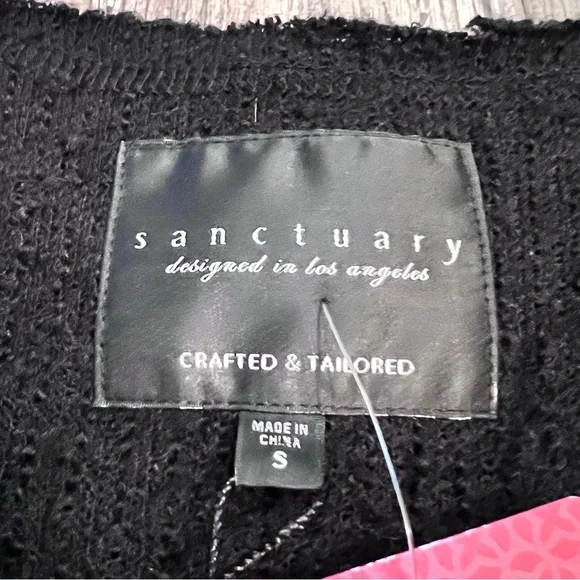 sanctuary
designed in los angeles
CRAFTED & TAILORED
MADE IN
CHINA
S